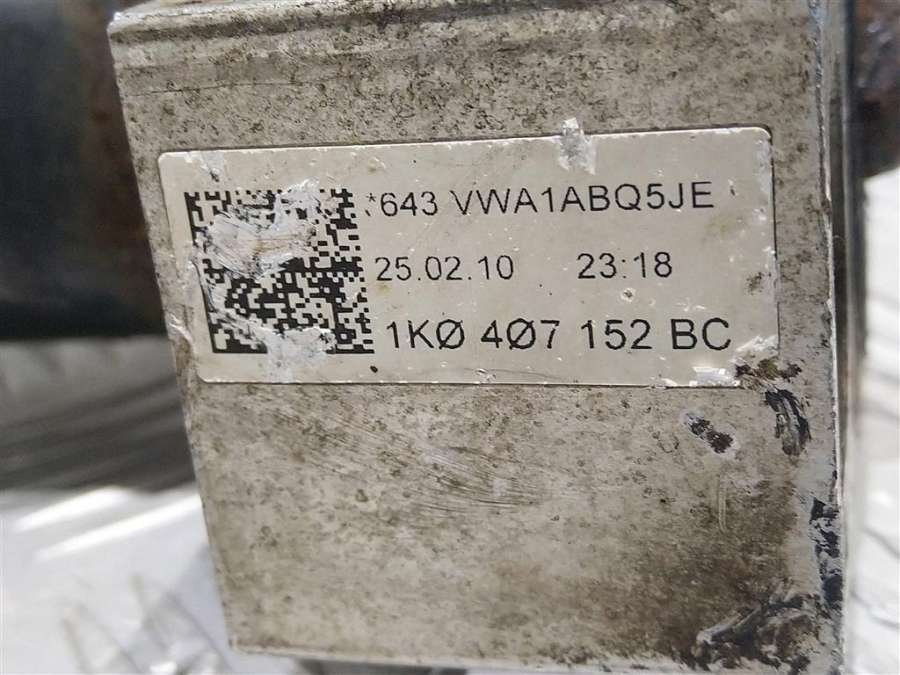 *643 VWA1ABQ5JE
25.02.10 23:18
1KØ 4Ø7 152 BC